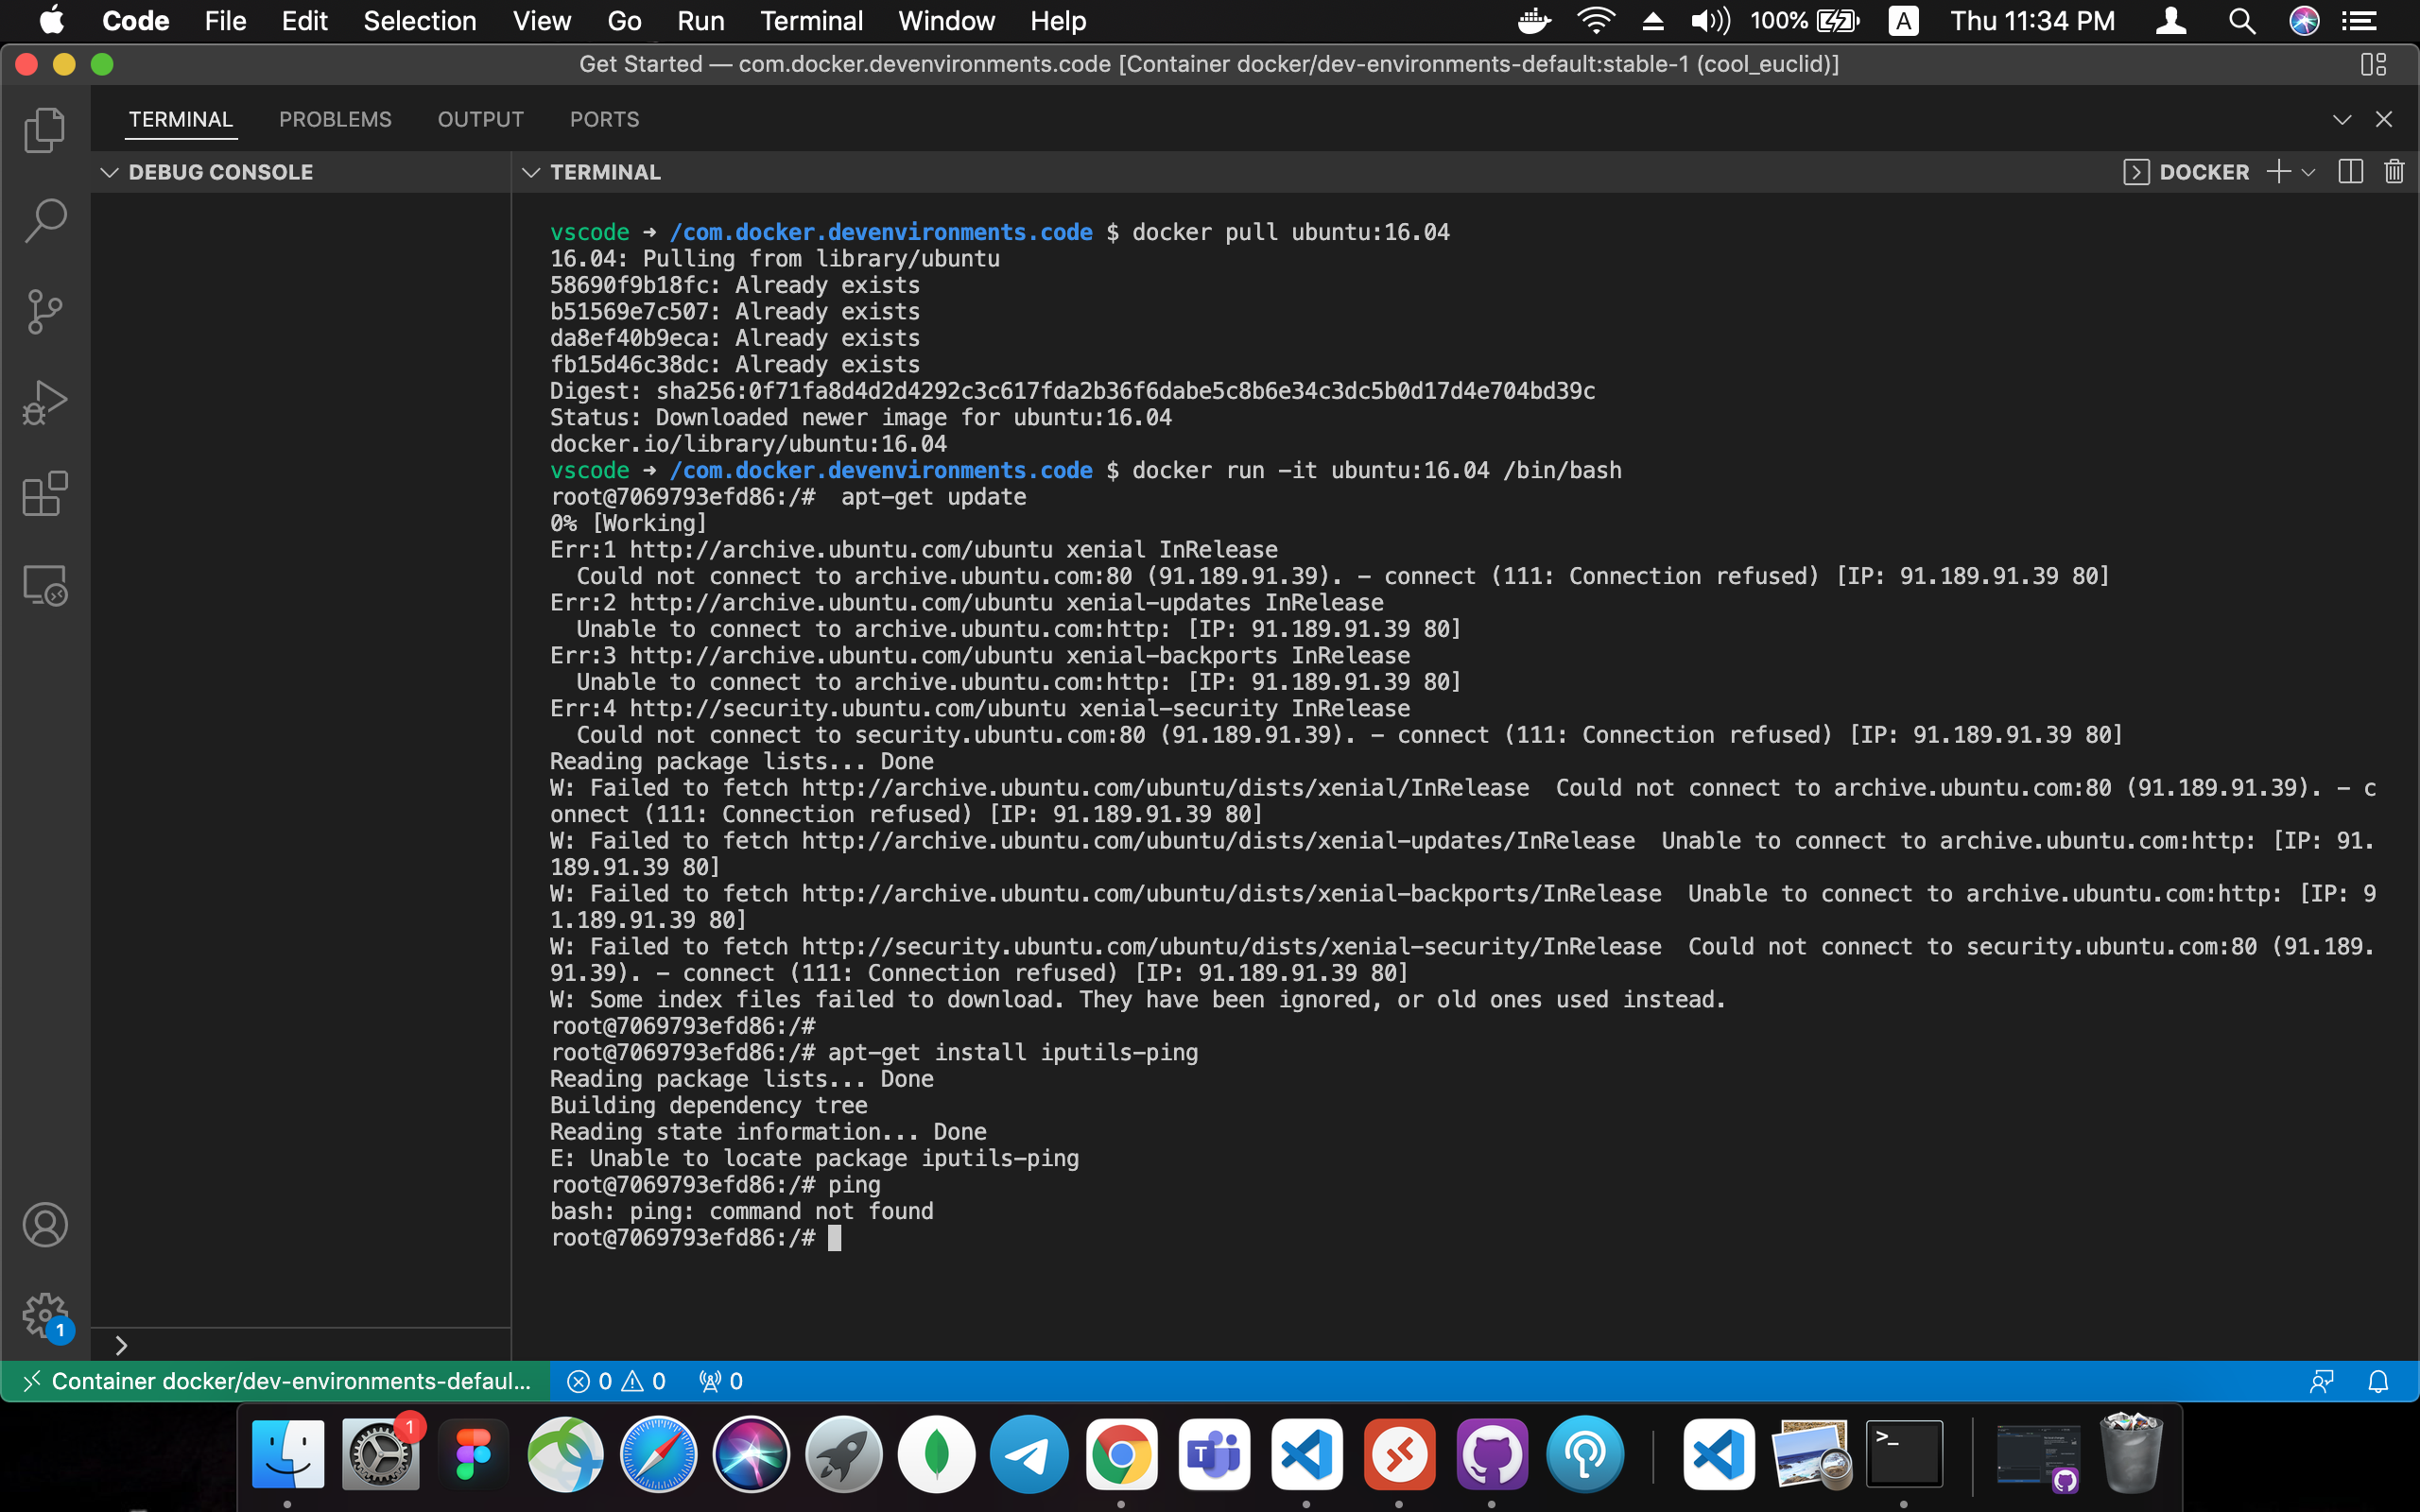 Code File Edit Selection View Go Run Terminal Window Help 100% A Thu 11:34 PM
Get Started — com.docker.devenvironments.code [Container docker/dev-environments-default:stable-1 (cool_euclid)]
TERMINAL PROBLEMS OUTPUT PORTS
DEBUG CONSOLE
TERMINAL
DOCKER
vscode ➜ /com.docker.devenvironments.code $ docker pull ubuntu:16.04
16.04: Pulling from library/ubuntu
58690f9b18fc: Already exists
b51569e7c507: Already exists
da8ef40b9eca: Already exists
fb15d46c38dc: Already exists
Digest: sha256:0f71fa8d4d2d4292c3c617fda2b36f6dabe5c8b6e34c3dc5b0d17d4e704bd39c
Status: Downloaded newer image for ubuntu:16.04
docker.io/library/ubuntu:16.04
vscode ➜ /com.docker.devenvironments.code $ docker run -it ubuntu:16.04 /bin/bash
root@7069793efd86:/#  apt-get update
0% [Working]
Err:1 http://archive.ubuntu.com/ubuntu xenial InRelease
  Could not connect to archive.ubuntu.com:80 (91.189.91.39). - connect (111: Connection refused) [IP: 91.189.91.39 80]
Err:2 http://archive.ubuntu.com/ubuntu xenial-updates InRelease
  Unable to connect to archive.ubuntu.com:http: [IP: 91.189.91.39 80]
Err:3 http://archive.ubuntu.com/ubuntu xenial-backports InRelease
  Unable to connect to archive.ubuntu.com:http: [IP: 91.189.91.39 80]
Err:4 http://security.ubuntu.com/ubuntu xenial-security InRelease
  Could not connect to security.ubuntu.com:80 (91.189.91.39). - connect (111: Connection refused) [IP: 91.189.91.39 80]
Reading package lists... Done
W: Failed to fetch http://archive.ubuntu.com/ubuntu/dists/xenial/InRelease  Could not connect to archive.ubuntu.com:80 (91.189.91.39). - c
onnect (111: Connection refused) [IP: 91.189.91.39 80]
W: Failed to fetch http://archive.ubuntu.com/ubuntu/dists/xenial-updates/InRelease  Unable to connect to archive.ubuntu.com:http: [IP: 91.
189.91.39 80]
W: Failed to fetch http://archive.ubuntu.com/ubuntu/dists/xenial-backports/InRelease  Unable to connect to archive.ubuntu.com:http: [IP: 9
1.189.91.39 80]
W: Failed to fetch http://security.ubuntu.com/ubuntu/dists/xenial-security/InRelease  Could not connect to security.ubuntu.com:80 (91.189.
91.39). - connect (111: Connection refused) [IP: 91.189.91.39 80]
W: Some index files failed to download. They have been ignored, or old ones used instead.
root@7069793efd86:/#
root@7069793efd86:/# apt-get install iputils-ping
Reading package lists... Done
Building dependency tree
Reading state information... Done
E: Unable to locate package iputils-ping
root@7069793efd86:/# ping
bash: ping: command not found
root@7069793efd86:/#
1
Container docker/dev-environments-defaul... 0 0 0
1
T
>_